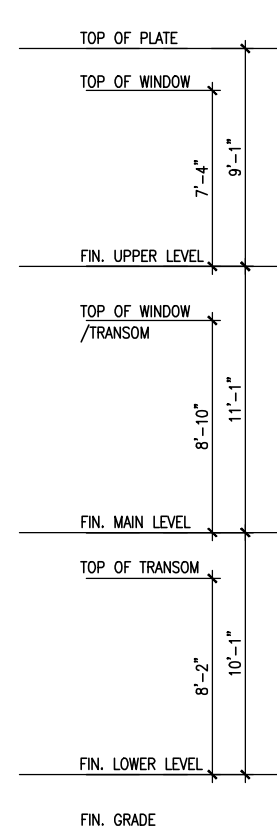 TOP OF PLATE
TOP OF WINDOW
7'-4"
9'-1"
FIN. UPPER LEVEL
TOP OF WINDOW
/TRANSOM
8'-10"
11'-1"
FIN. MAIN LEVEL
TOP OF TRANSOM
8'-2"
10'-1"
FIN. LOWER LEVEL
FIN. GRADE